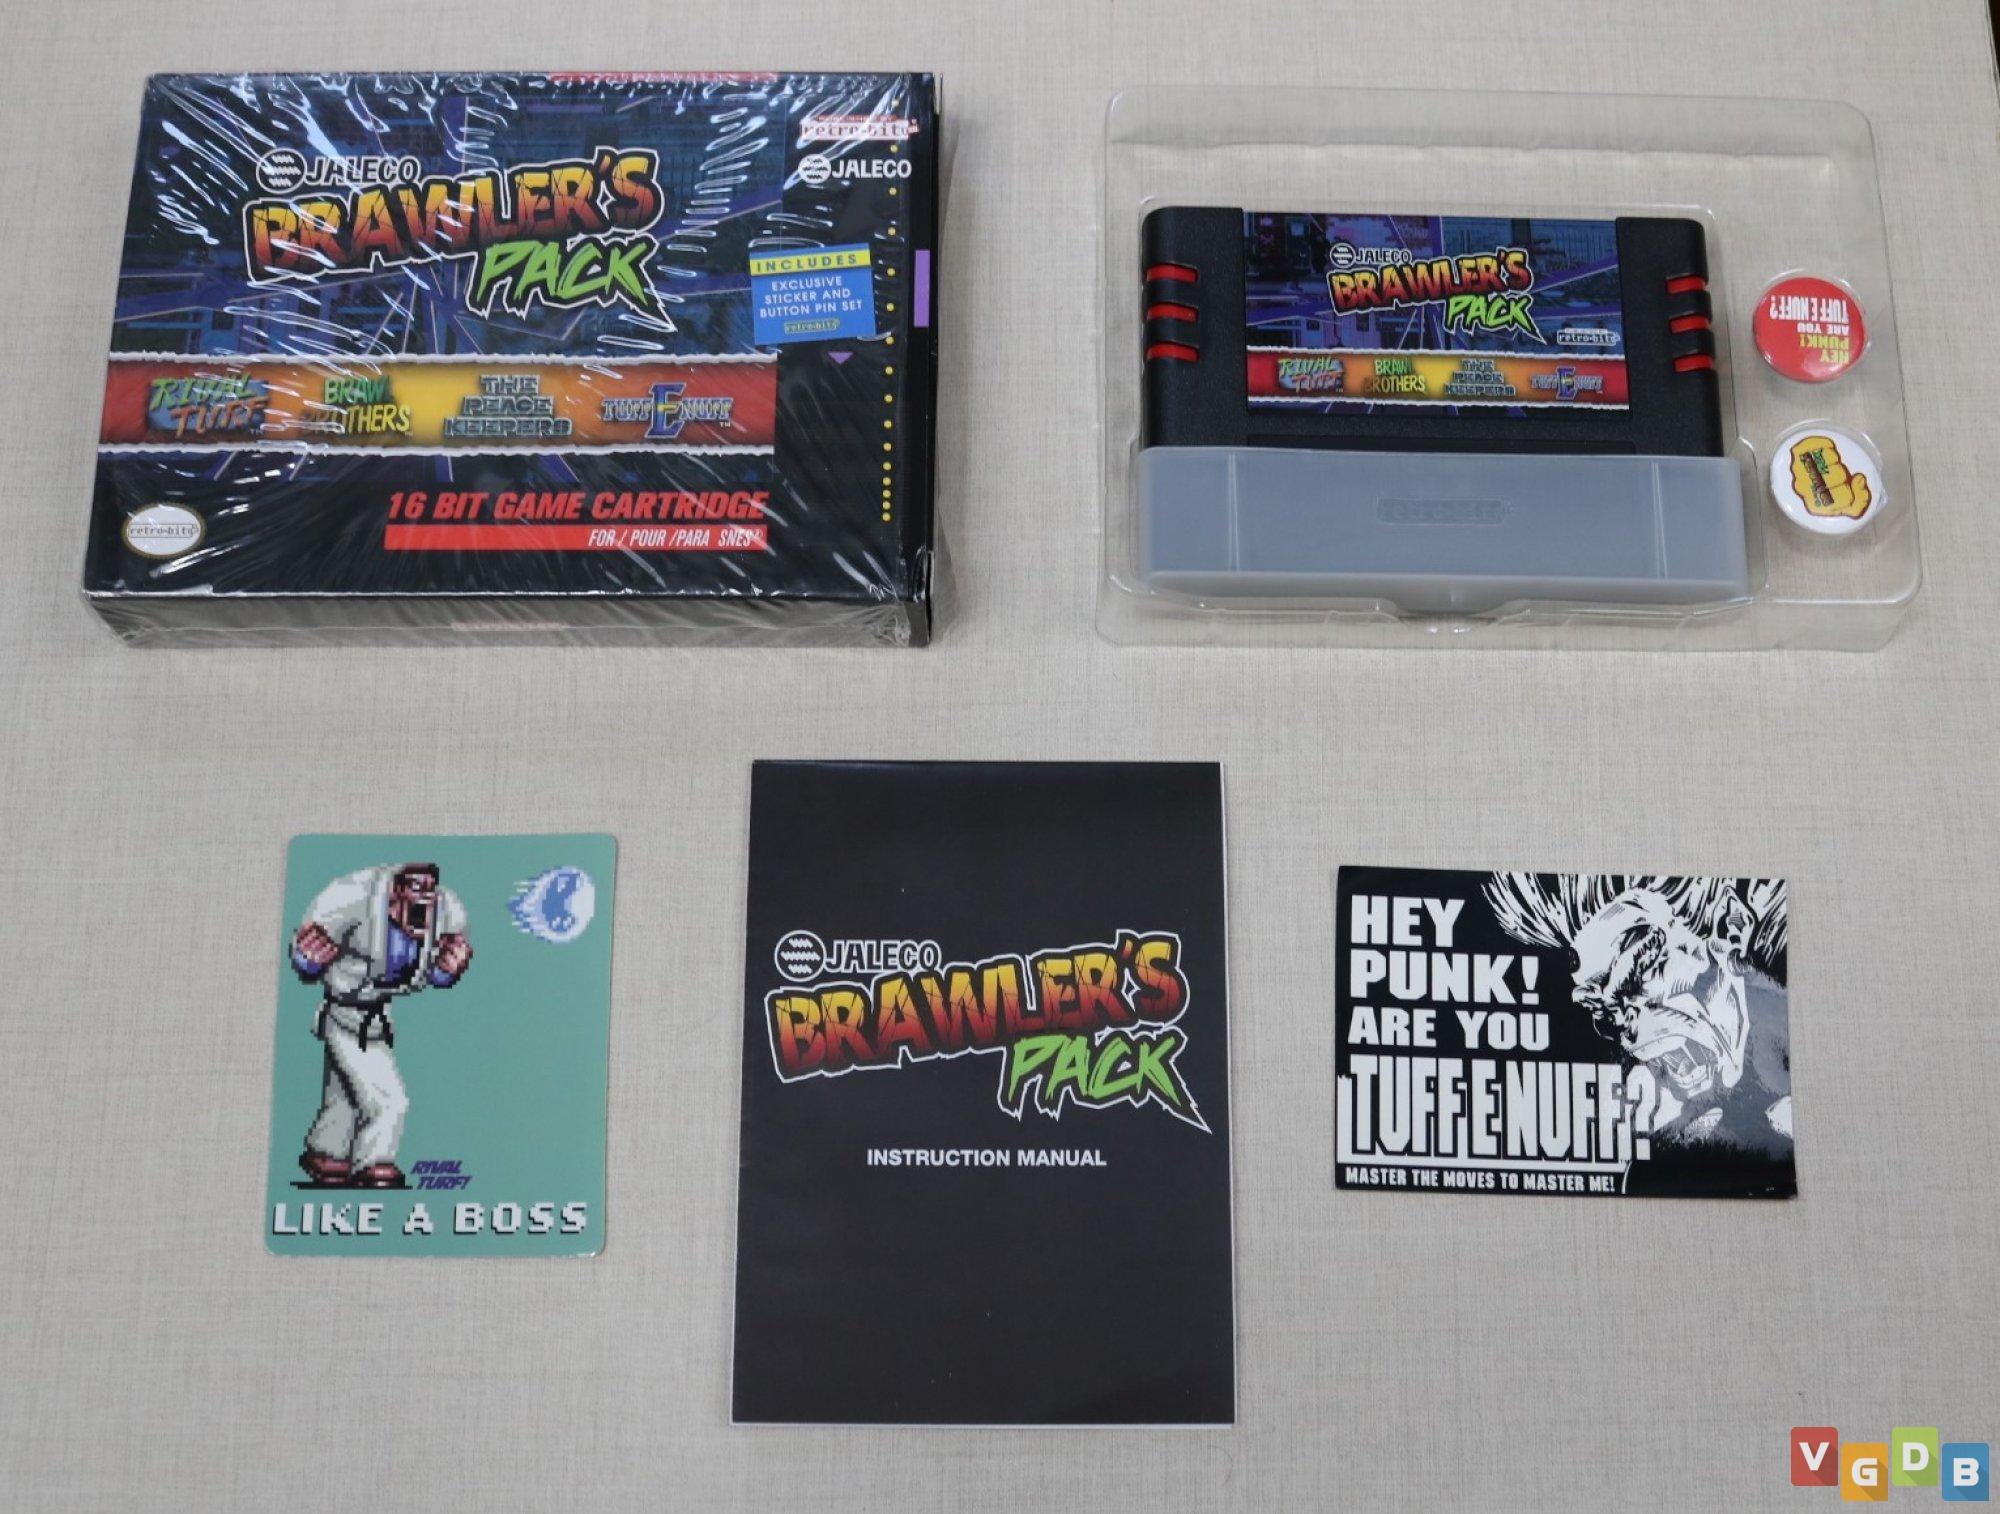 JALECO
BRAWLER'S
PACK
retro-bit
JALECO
INCLUDES
EXCLUSIVE
STICKER AND
BUTTON PIN SET
retro-bit
RIVAL
TURF
BRAWL
BROTHERS
THE
PEACE
KEEPERS
TUFF E NUFF
16 BIT GAME CARTRIDGE
FOR / POUR /PARA SNES®
retro-bit®
JALECO
BRAWLER'S
PACK
retro-bit
RIVAL
TURF
BRAWL
BROTHERS
THE
PEACE
KEEPERS
TUFF E NUFF
HEY
PUNK!
ARE YOU
TUFF E NUFF?
RIVAL
TURF!
LIKE A BOSS
JALECO
BRAWLER'S
PACK
INSTRUCTION MANUAL
HEY
PUNK!
ARE YOU
TUFF E NUFF?
MASTER THE MOVES TO MASTER ME!
VGDB